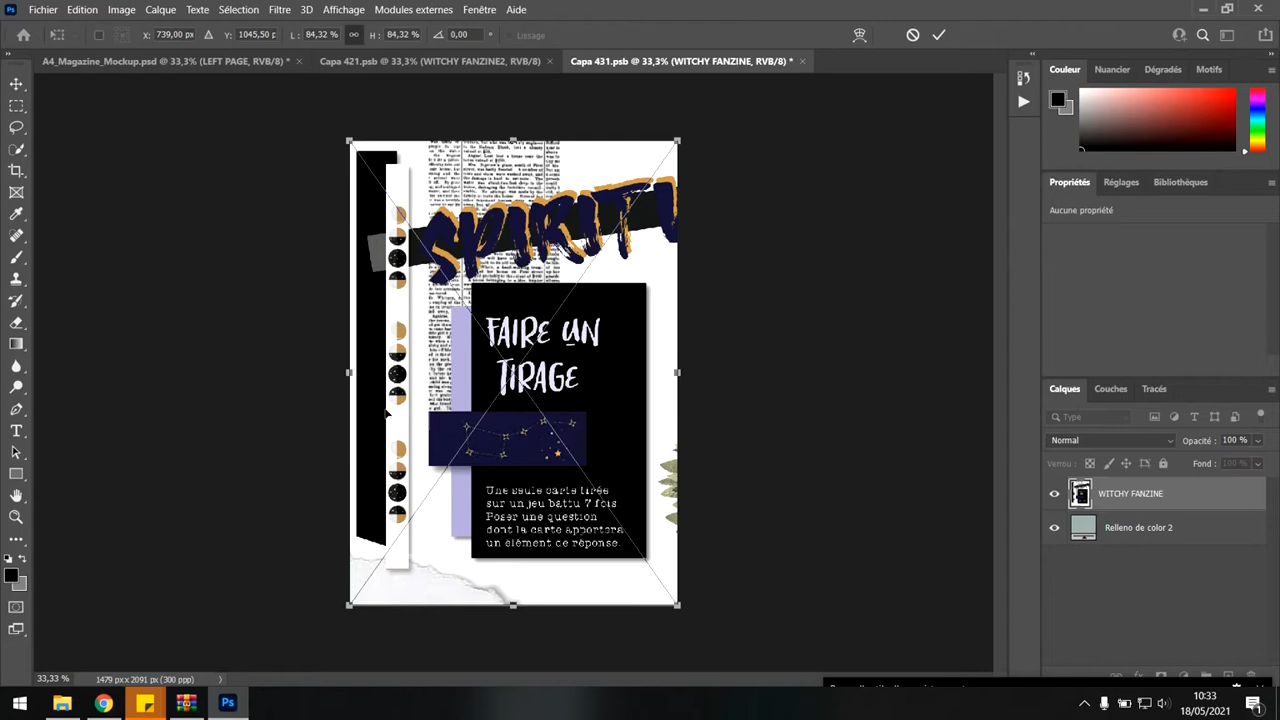 Fichier Edition Image Calque Texte Sélection Filtre 3D Affichage Modules externes Fenêtre Aide
X: 739,00 px Y: 1045,50 p L: 84,32 % H: 84,32 % 0,00 ° Lissage
A4_Magazine_Mockup.psd @ 33,3% (LEFT PAGE, RVB/8) * Capa 421.psb @ 33,3% (WITCHY FANZINE2, RVB/8) Capa 431.psb @ 33,3% (WITCHY FANZINE, RVB/8) *
Couleur Nuancier Dégradés Motifs
Propriétés Réglage Bibliothèque
Aucune propriété
SPIRIT
FAIRE UN
TIRAGE
Une seule carte tirée
sur un jeu battu 7 fois
Poser une question
dont la carte apportera
un élément de réponse.
Calques Couches Tracés
Type
Normal Opacité : 100 %
Verrou : Fond : 100 %
WITCHY FANZINE
Relleno de color 2
33,33 % 1479 px x 2091 px (300 ppp)
10:33
18/05/2021